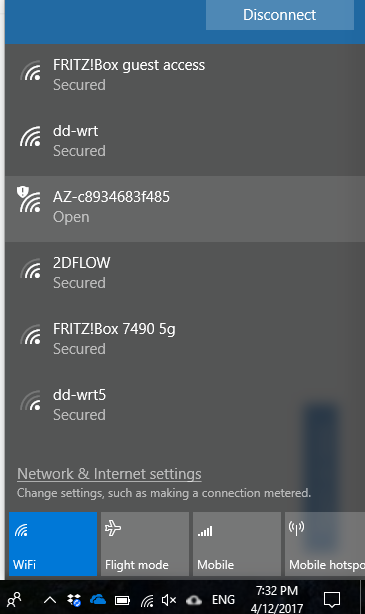 Disconnect
FRITZ!Box guest access
Secured
dd-wrt
Secured
AZ-c8934683f485
Open
2DFLOW
Secured
FRITZ!Box 7490 5g
Secured
dd-wrt5
Secured
Network & Internet settings
Change settings, such as making a connection metered.
WiFi Flight mode Mobile Mobile hotspo
ENG 7:32 PM
4/12/2017